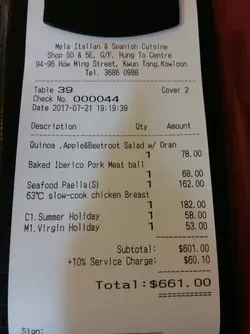 Mela Italian & Spanish Cuisine
Shop 5D & 5E, G/F, Hung To Centre
94-96 How Ming Street, Kwun Tong,Kowloon
Tel. 3686 0988
Table 39 Cover 2
Check No. 000044
Date 2017-07-21 19:19:39
Description Qty Amount
Quinoa ,Apple&Beetroot Salad w/ Oran
1 78.00
Baked Iberico Pork Meat ball
1 68.00
Seafood Paella(S) 1 162.00
63℃ slow-cook chicken Breast
1 182.00
C1.Summer Holiday 1 58.00
M1.Virgin Holiday 1 53.00
Subtotal: $601.00
+10% Service Charge: $60.10
Total:$661.00
Sign: